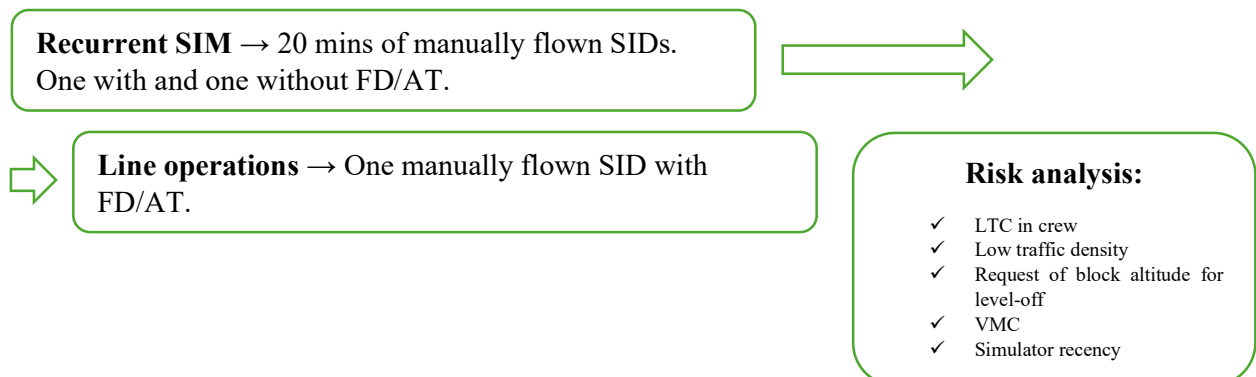 Recurrent SIM → 20 mins of manually flown SIDs.
One with and one without FD/AT.
Line operations → One manually flown SID with
FD/AT.
Risk analysis:
✓ LTC in crew
✓ Low traffic density
✓ Request of block altitude for
level-off
✓ VMC
✓ Simulator recency